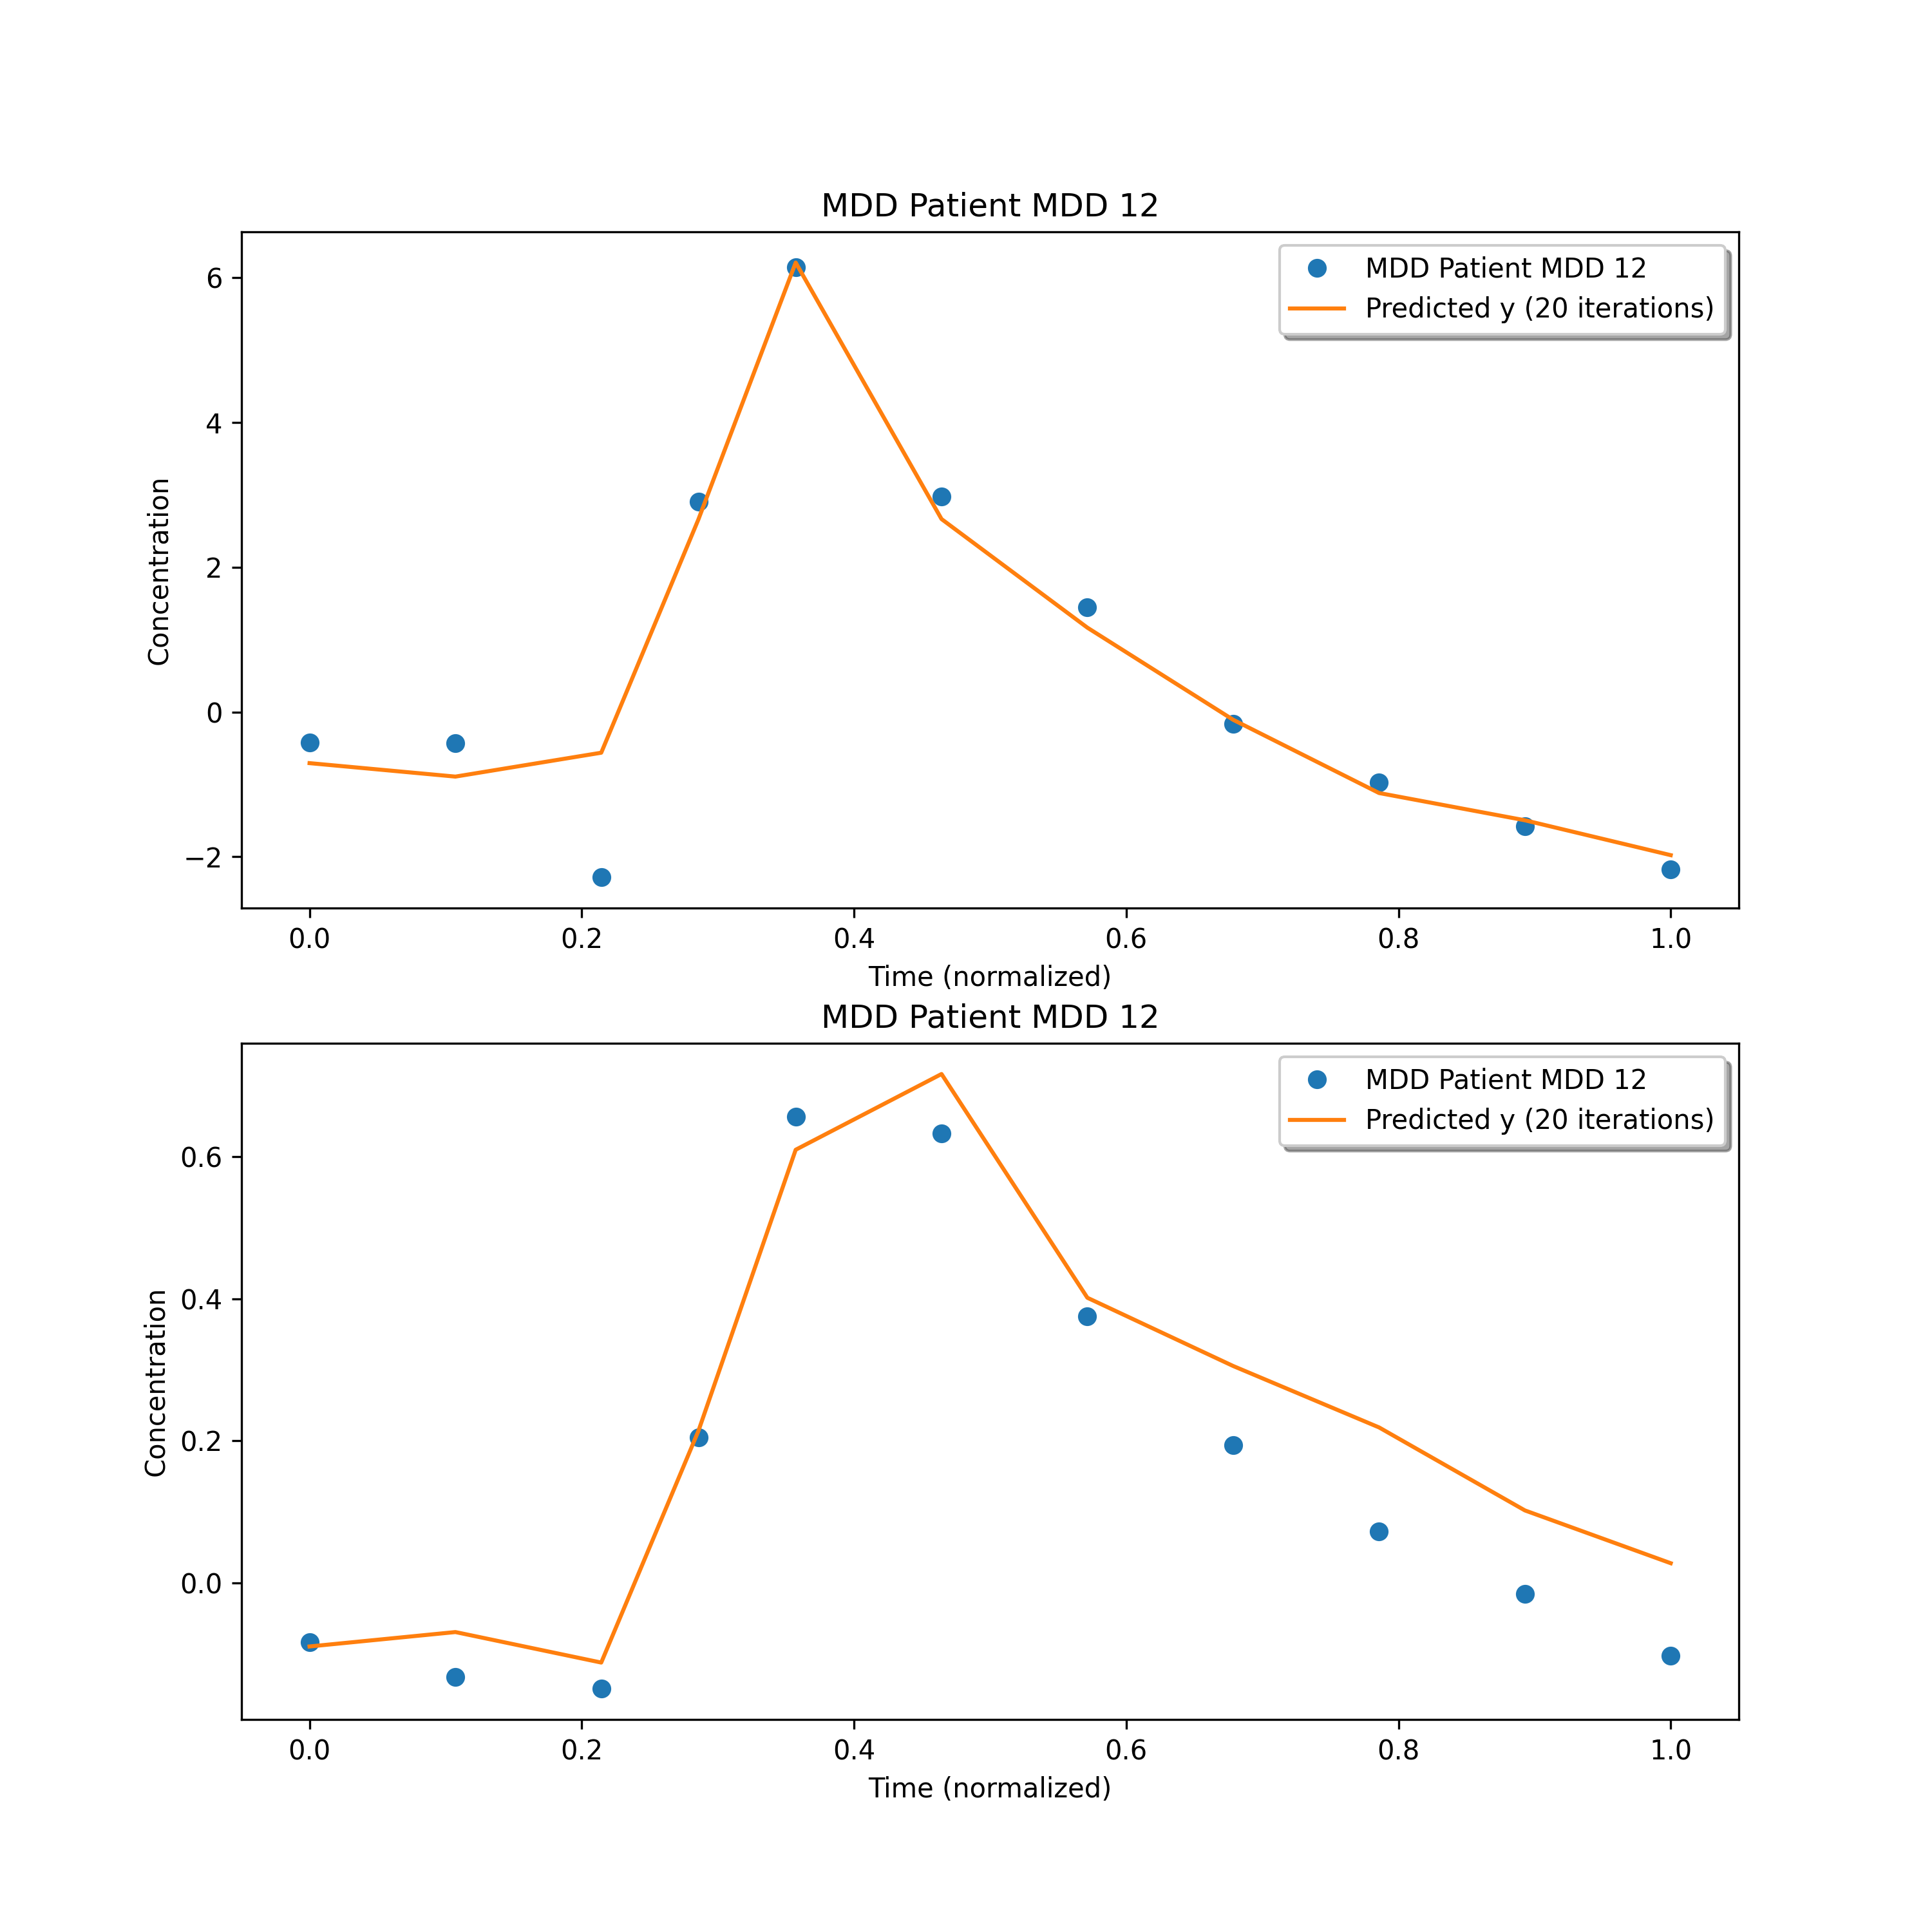 MDD Patient MDD 12
MDD Patient MDD 12
Predicted y (20 iterations)
6
4
2
0
−2
Concentration
0.0 0.2 0.4 0.6 0.8 1.0
Time (normalized)
MDD Patient MDD 12
MDD Patient MDD 12
Predicted y (20 iterations)
0.6
0.4
0.2
0.0
Concentration
0.0 0.2 0.4 0.6 0.8 1.0
Time (normalized)